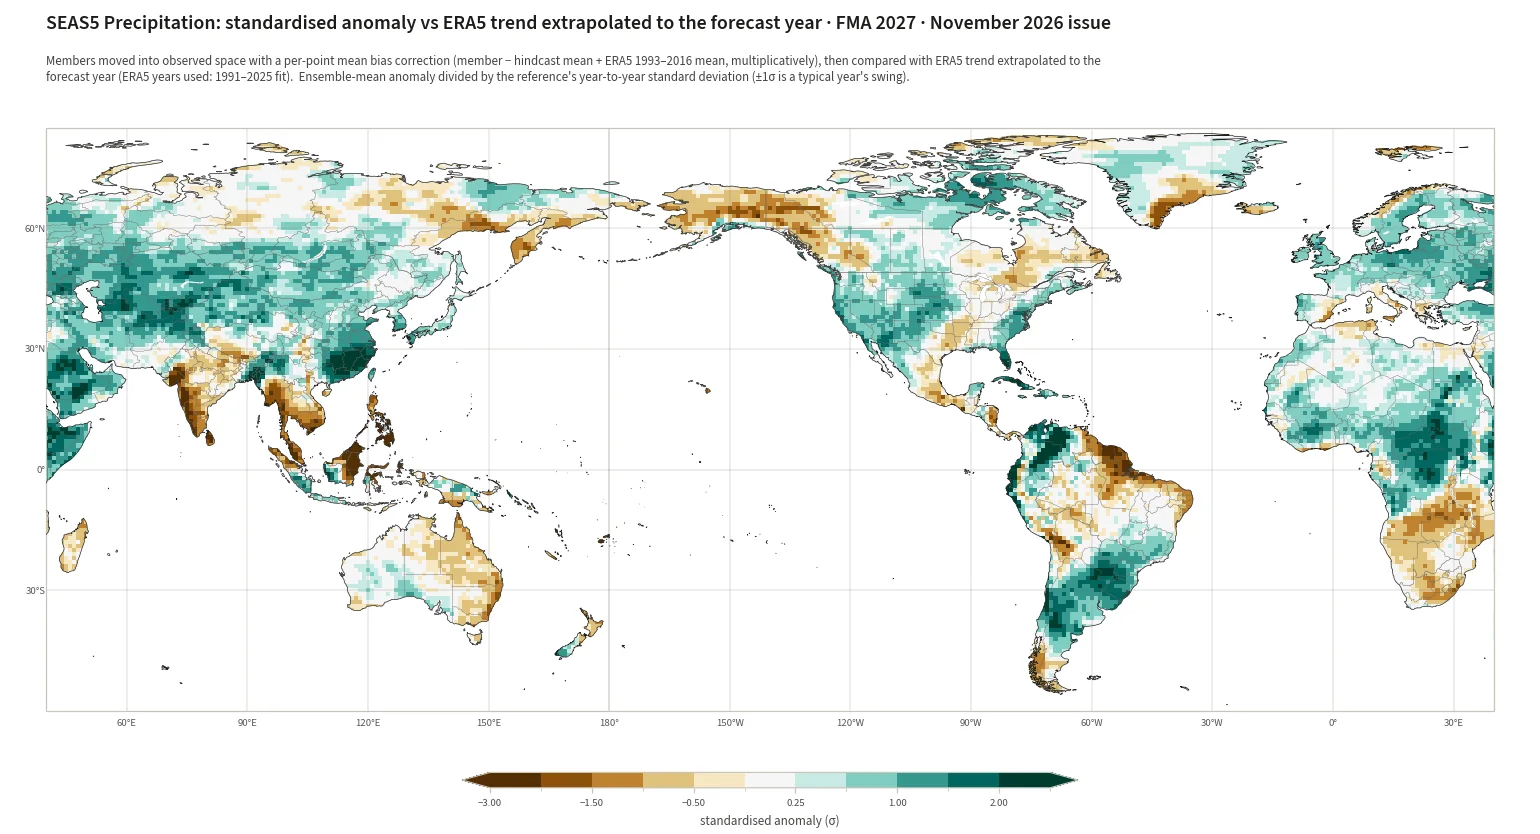 SEAS5 Precipitation: standardised anomaly vs ERA5 trend extrapolated to the forecast year · FMA 2027 · November 2026 issue
Members moved into observed space with a per-point mean bias correction (member − hindcast mean + ERA5 1993–2016 mean, multiplicatively), then compared with ERA5 trend extrapolated to the
forecast year (ERA5 years used: 1991–2025 fit).  Ensemble-mean anomaly divided by the reference's year-to-year standard deviation (±1σ is a typical year's swing).
60°N
30°N
0°
30°S
60°E 90°E 120°E 150°E 180° 150°W 120°W 90°W 60°W 30°W 0° 30°E
−3.00 −1.50 −0.50 0.25 1.00 2.00
standardised anomaly (σ)